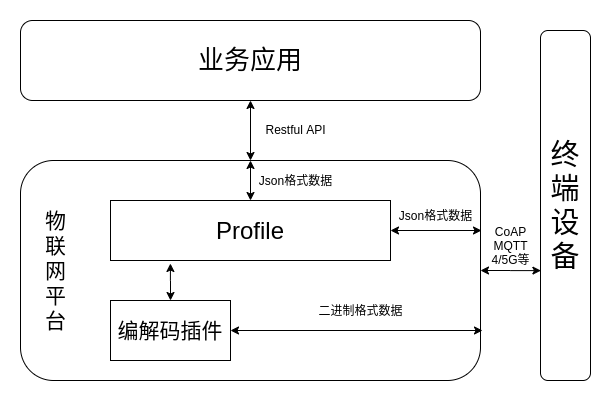 业务应用
Restful API
Json格式数据
Profile
Json格式数据
物
联
网
平
台
编解码插件
二进制格式数据
CoAP
MQTT
4/5G等
终
端
设
备